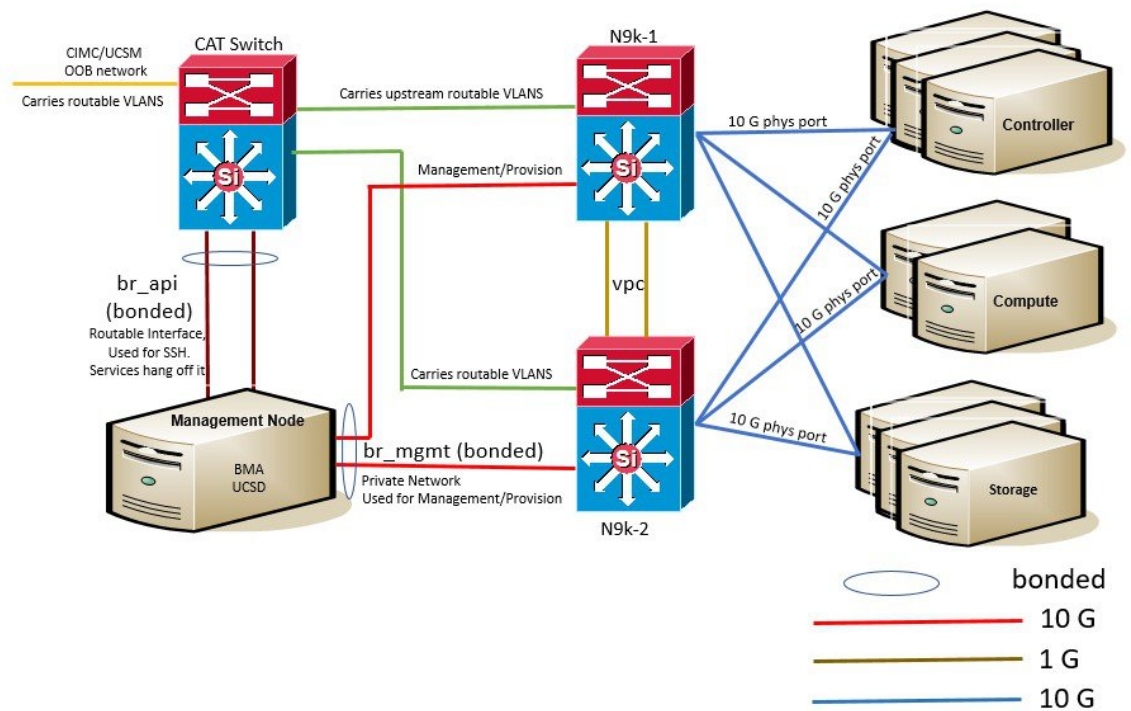 CAT Switch
N9k-1
CIMC/UCSM
OOB network
Carries routable VLANS
Carries upstream routable VLANS
10 G phys port
Controller
Si
Management/Provision
Si
10 G phys port
br_api
(bonded)
Routable Interface,
Used for SSH.
Services hang off it
vpc
10 G phys port
Compute
Carries routable VLANS
Management Node
10 G phys port
br_mgmt (bonded)
BMA
UCSD
Private Network
Used for Management/Provision
Si
Storage
N9k-2
bonded
10 G
1 G
10 G